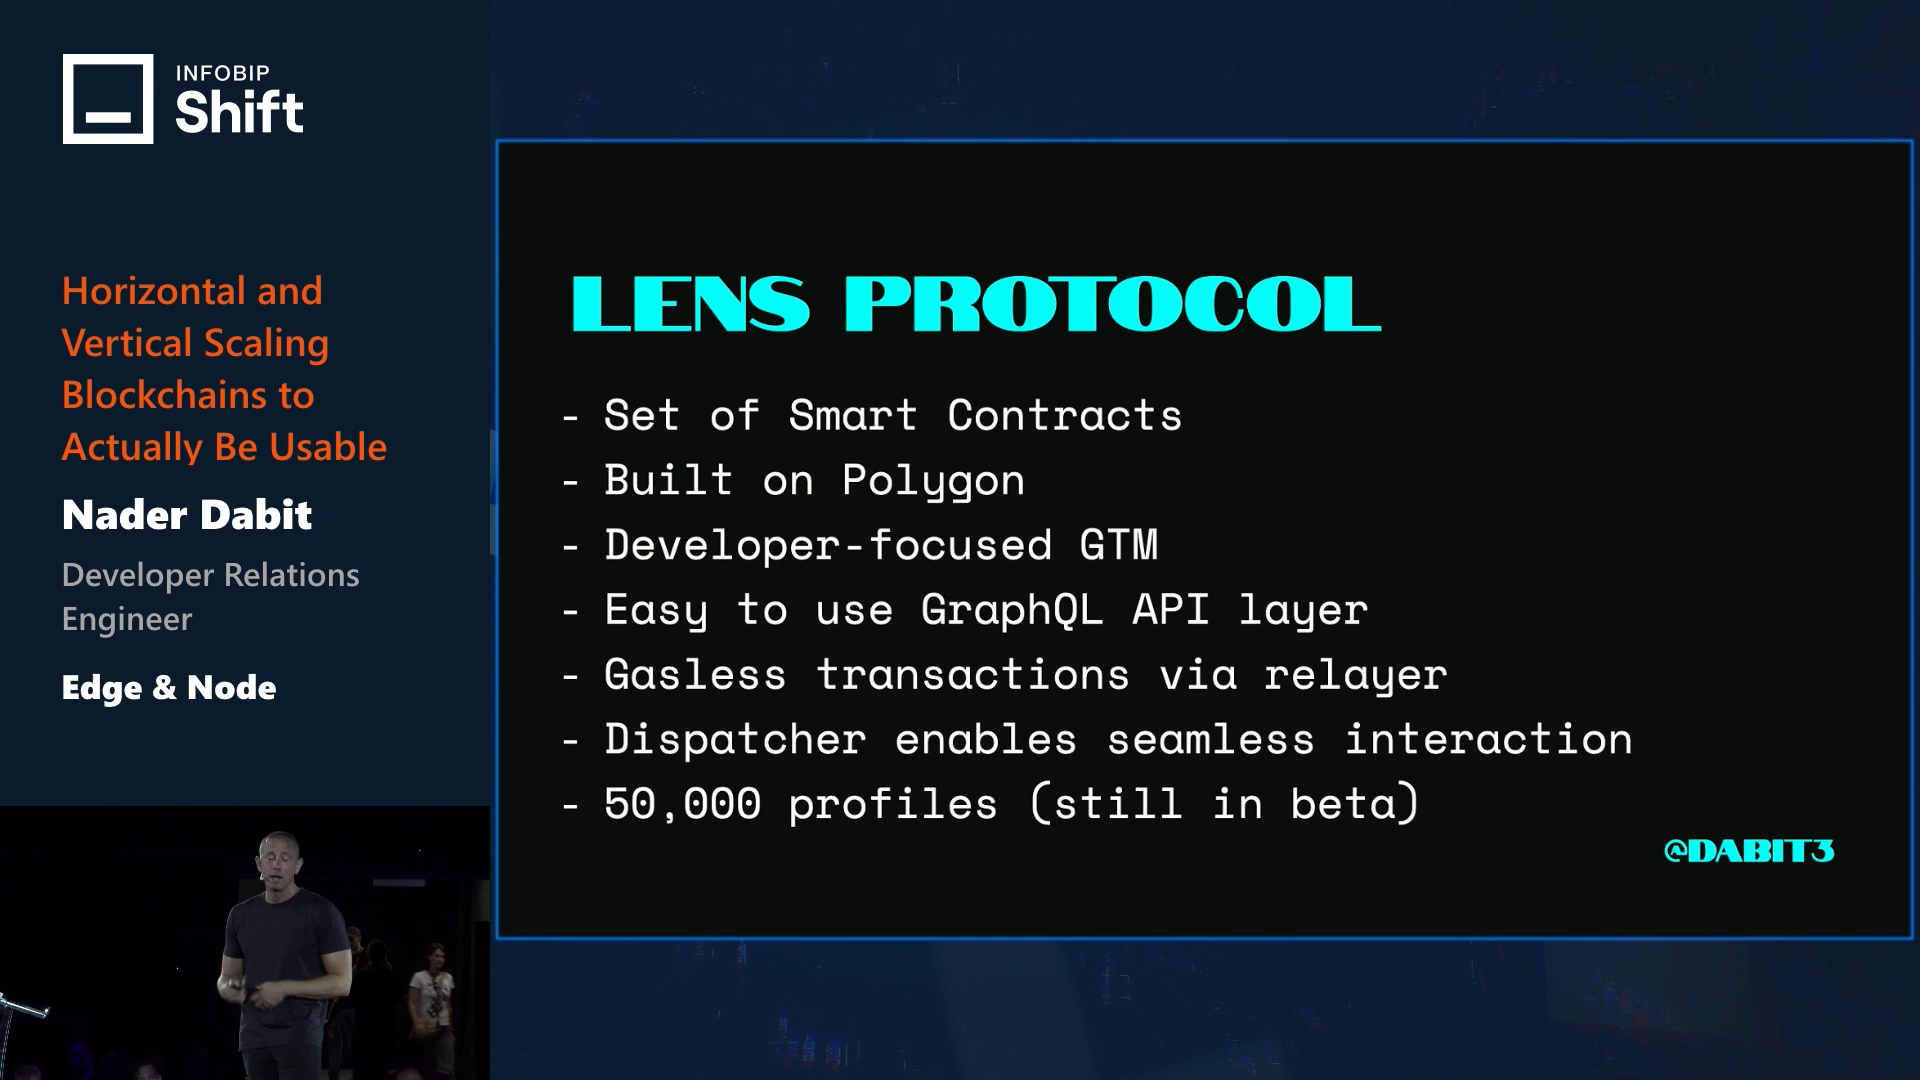 INFOBIP
Shift
Horizontal and
Vertical Scaling
Blockchains to
Actually Be Usable
Nader Dabit
Developer Relations
Engineer
Edge & Node
LENS PROTOCOL
- Set of Smart Contracts
- Built on Polygon
- Developer-focused GTM
- Easy to use GraphQL API layer
- Gasless transactions via relayer
- Dispatcher enables seamless interaction
- 50,000 profiles (still in beta)
@DABIT3